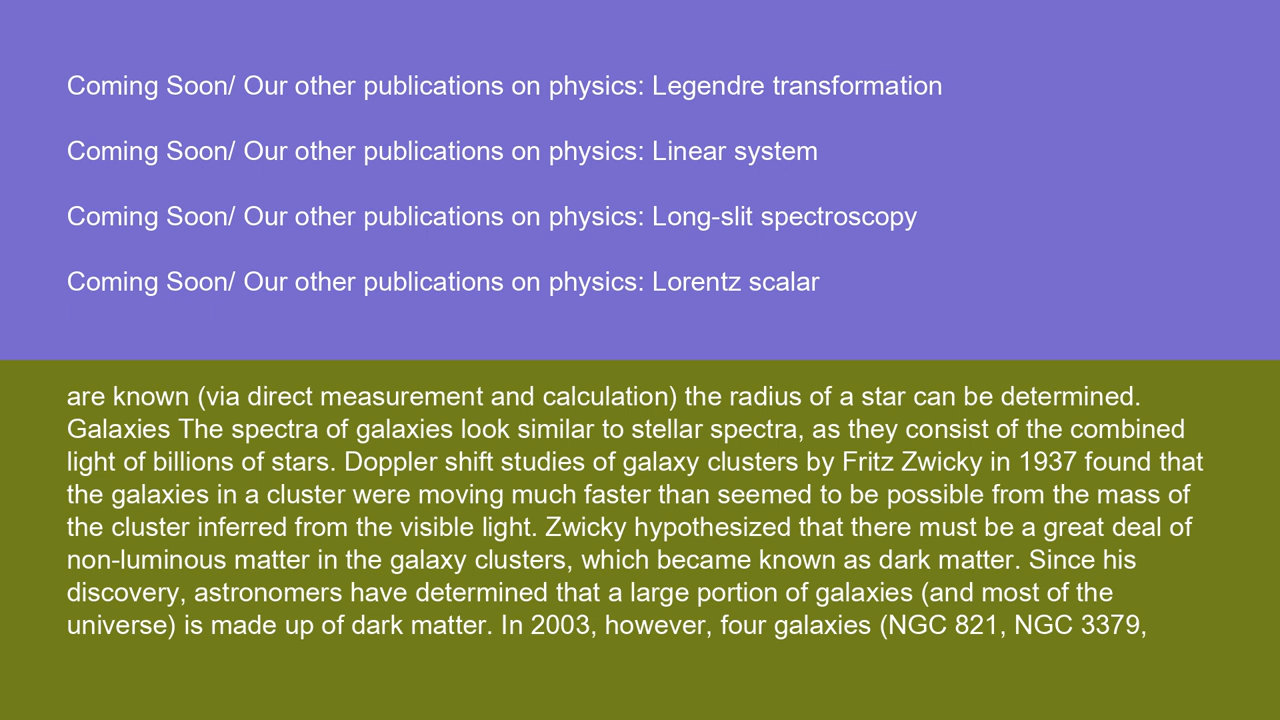 Coming Soon/ Our other publications on physics: Legendre transformation
Coming Soon/ Our other publications on physics: Linear system
Coming Soon/ Our other publications on physics: Long-slit spectroscopy
Coming Soon/ Our other publications on physics: Lorentz scalar
are known (via direct measurement and calculation) the radius of a star can be determined.
Galaxies The spectra of galaxies look similar to stellar spectra, as they consist of the combined
light of billions of stars. Doppler shift studies of galaxy clusters by Fritz Zwicky in 1937 found that
the galaxies in a cluster were moving much faster than seemed to be possible from the mass of
the cluster inferred from the visible light. Zwicky hypothesized that there must be a great deal of
non-luminous matter in the galaxy clusters, which became known as dark matter. Since his
discovery, astronomers have determined that a large portion of galaxies (and most of the
universe) is made up of dark matter. In 2003, however, four galaxies (NGC 821, NGC 3379,